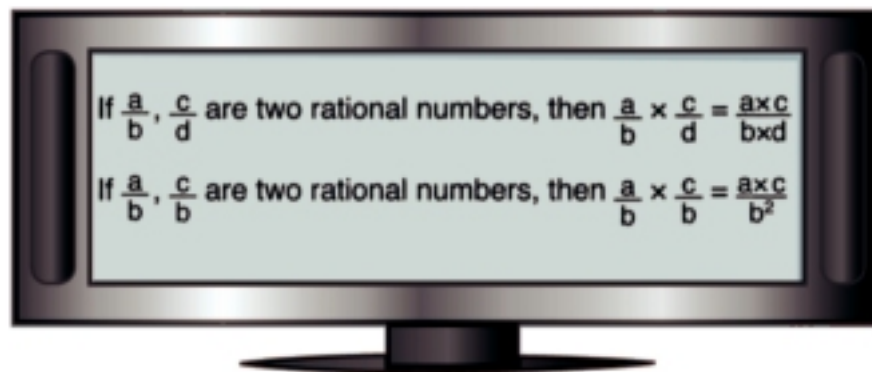 If a/b, c/d are two rational numbers, then a/b × c/d = a×c/b×d
If a/b, c/b are two rational numbers, then a/b × c/b = a×c/b²